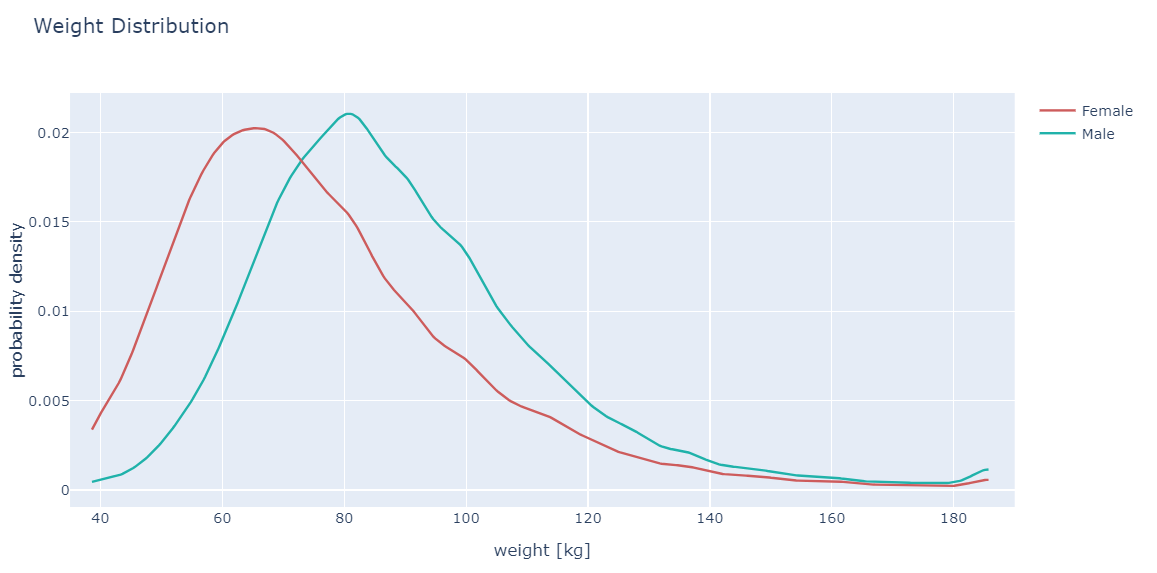 Weight Distribution
Female
Male
probability density
0.02
0.015
0.01
0.005
0
40 60 80 100 120 140 160 180
weight [kg]